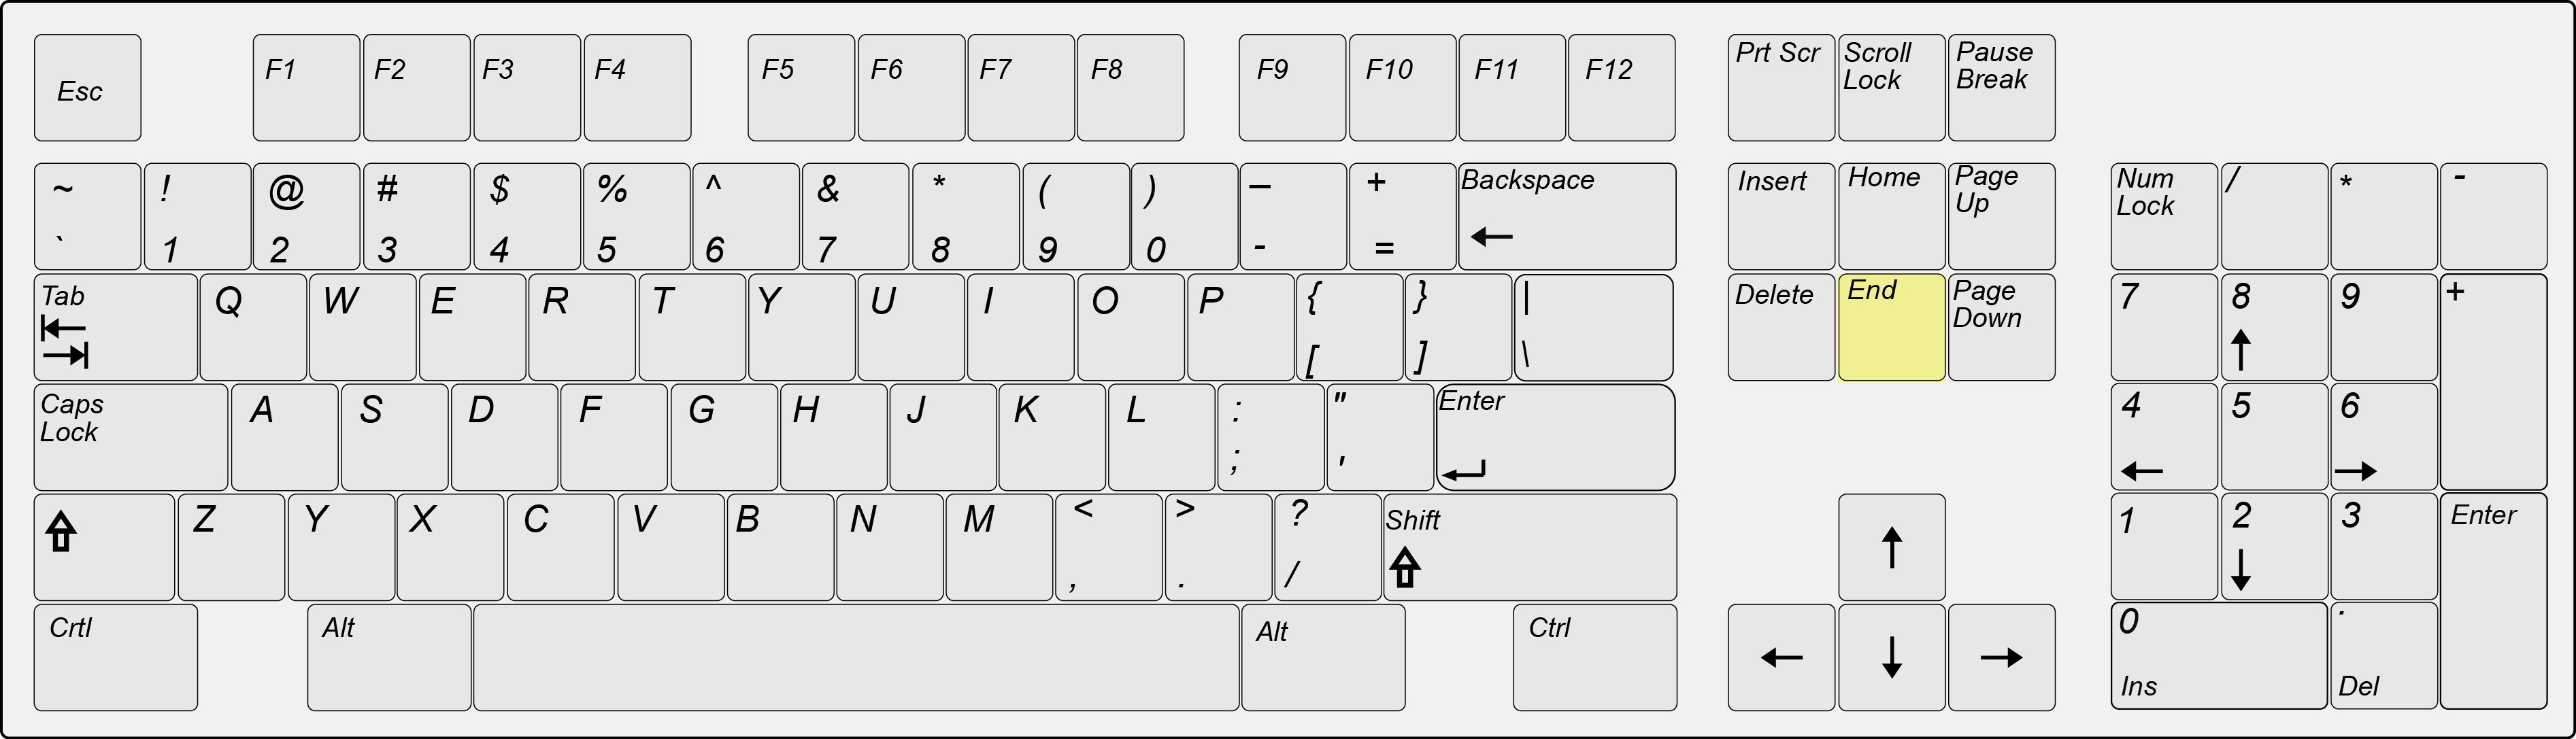 Esc F1 F2 F3 F4 F5 F6 F7 F8 F9 F10 F11 F12 Prt Scr Scroll Pause
Lock Break
~ ! @ # $ % ^ & * ( ) – + Backspace Insert Home Page Num / * -
Up Lock
` 1 2 3 4 5 6 7 8 9 0 - = ←
Tab Q W E R T Y U I O P { } | Delete End Page 7 8 9 +
Down
[ ] \ ↑
Caps A S D F G H J K L : " Enter 4 5 6
Lock
; ' ← →
Z Y X C V B N M < > ? Shift 1 2 3 Enter
, . / ↑ ↓
Crtl Alt Alt Ctrl ← ↓ → 0 .
Ins Del